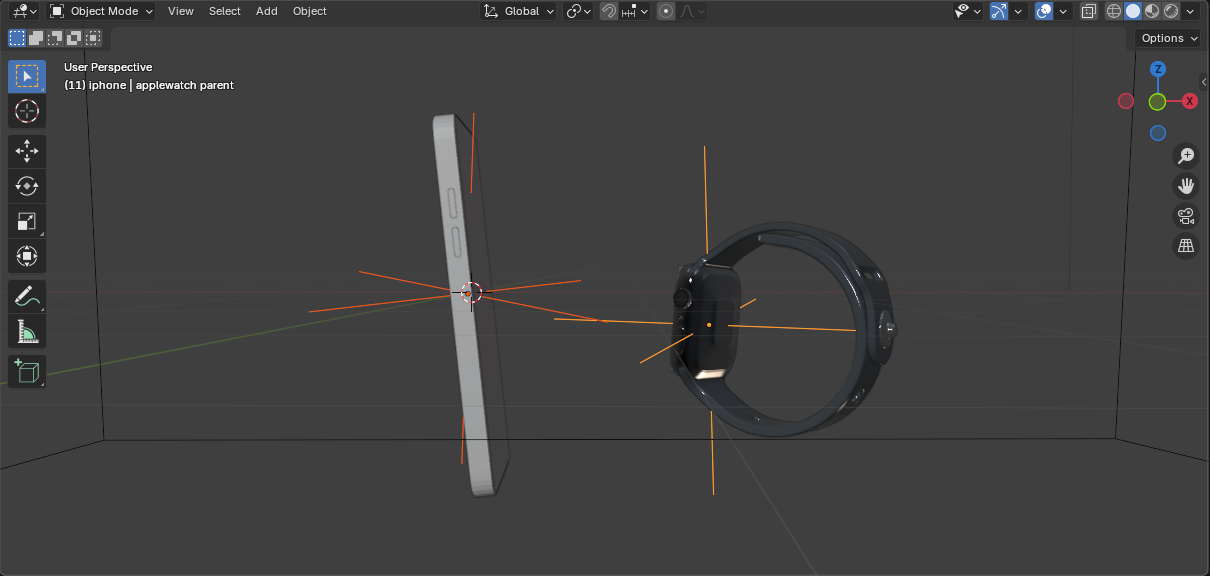 Object Mode View Select Add Object Global
Options
User Perspective
(11) iphone | applewatch parent
Z
X